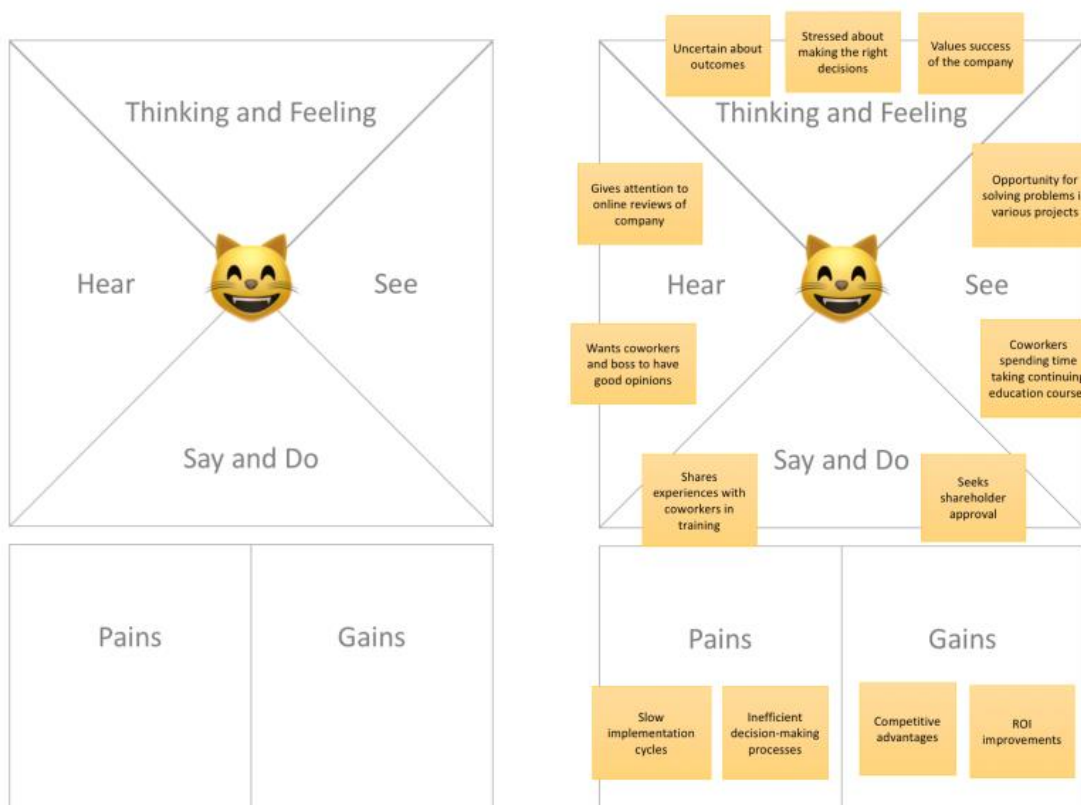 Thinking and Feeling
Hear
See
Say and Do
Pains
Gains
Uncertain about
outcomes
Stressed about
making the right
decisions
Values success
of the company
Thinking and Feeling
Gives attention to
online reviews of
company
Opportunity for
solving problems i
various projects
Hear
See
Wants coworkers
and boss to have
good opinions
Coworkers
spending time
taking continuing
education course
Say and Do
Shares
experiences with
coworkers in
training
Seeks
shareholder
approval
Pains
Gains
Slow
implementation
cycles
Inefficient
decision-making
processes
Competitive
advantages
ROI
improvements